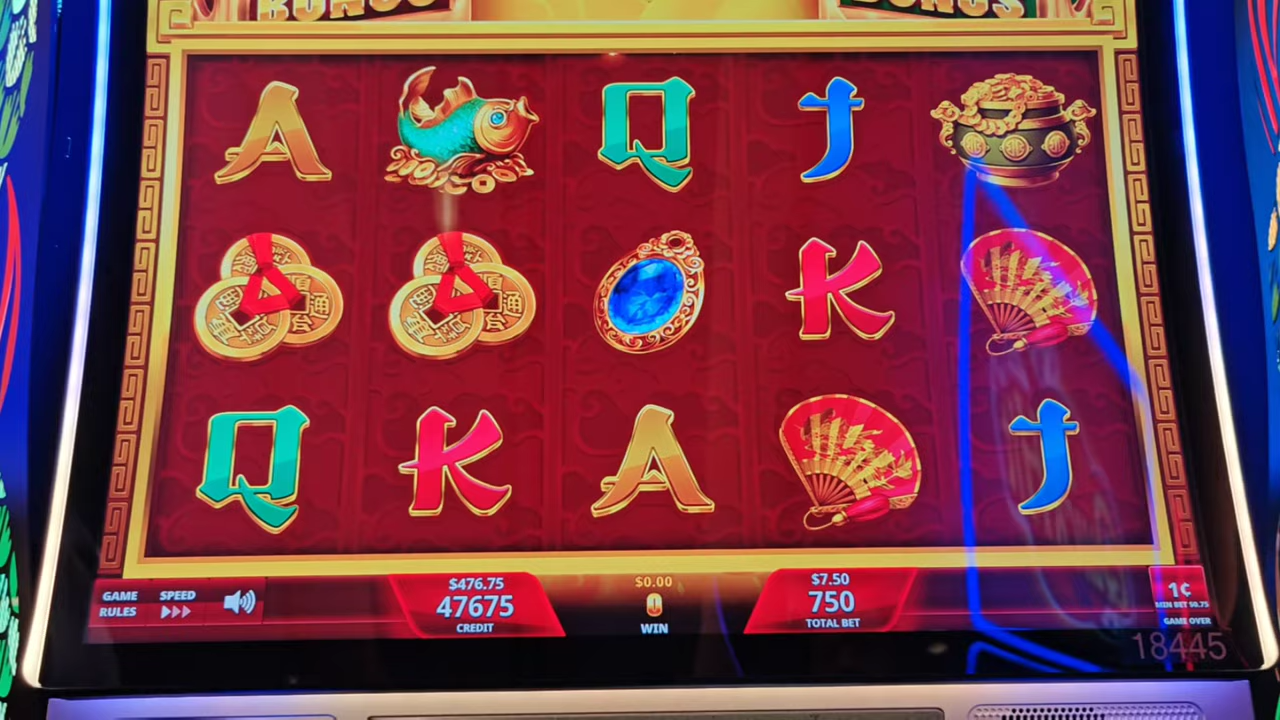 BONUS
BONUS
A Q J
K
Q K A J
GAME RULES
SPEED
$476.75
47675
CREDIT
$0.00
0
WIN
$7.50
750
TOTAL BET
1¢
MIN BET $0.75
GAME OVER
18445